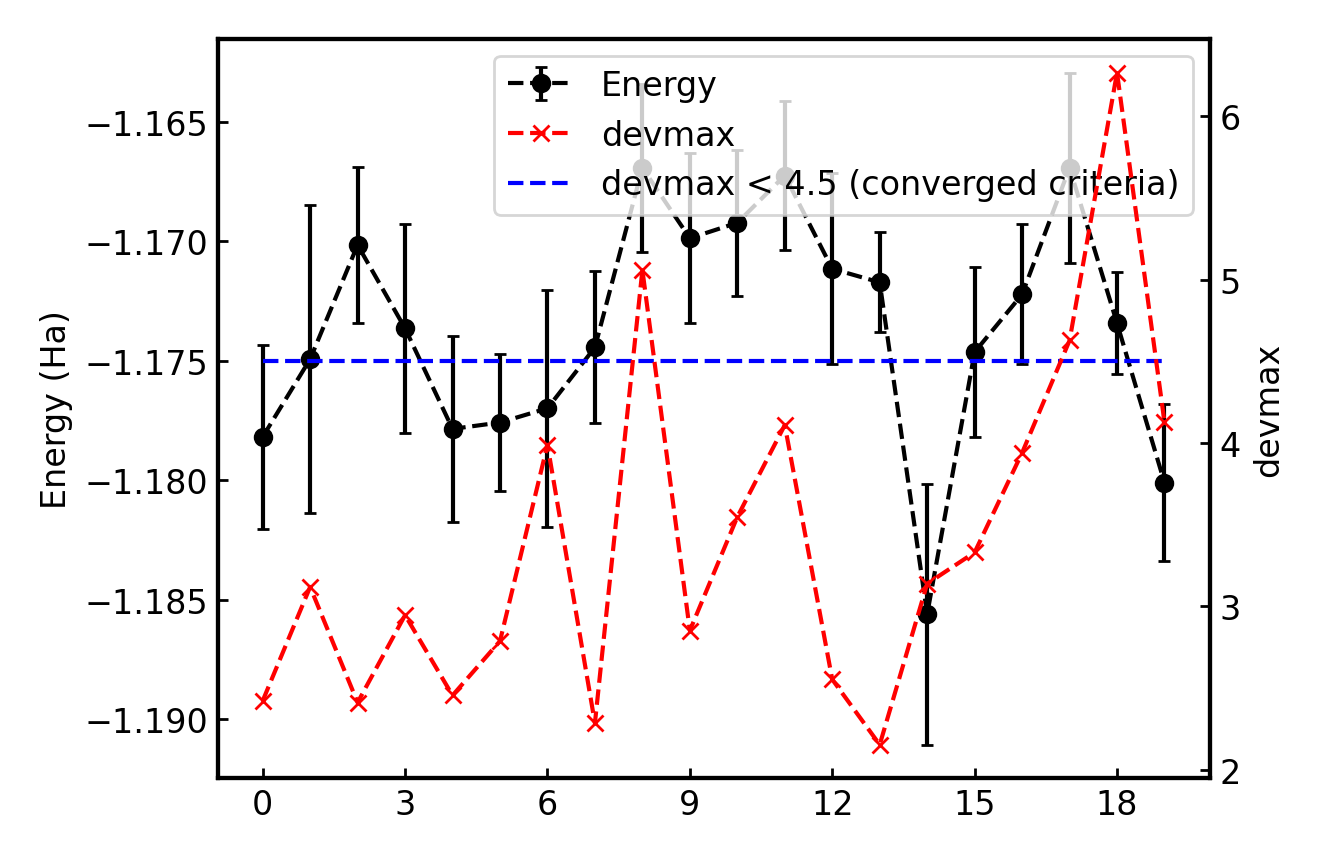 Energy
devmax
devmax < 4.5 (converged criteria)
Energy (Ha)
−1.165
−1.170
−1.175
−1.180
−1.185
−1.190
devmax
6
5
4
3
2
0 3 6 9 12 15 18